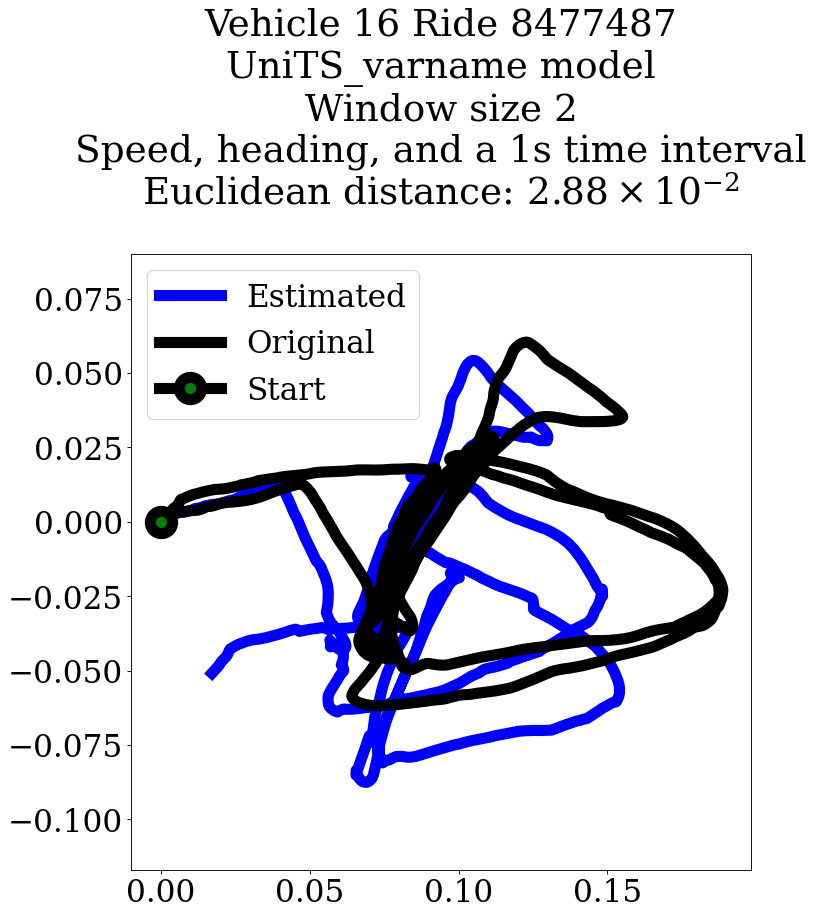 Vehicle 16 Ride 8477487
UniTS_varname model
Window size 2
Speed, heading, and a 1s time interval
Euclidean distance: 2.88 × 10⁻²
Estimated
Original
Start
0.075
0.050
0.025
0.000
−0.025
−0.050
−0.075
−0.100
0.00 0.05 0.10 0.15